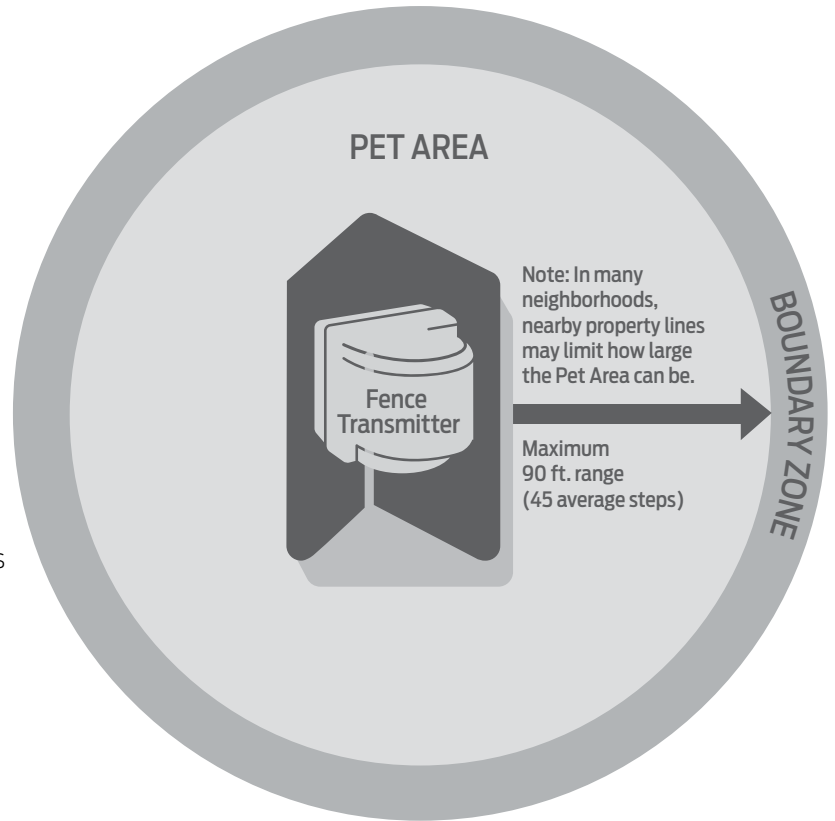 PET AREA
Note: In many
neighborhoods,
nearby property lines
may limit how large
the Pet Area can be.
Fence
Transmitter
Maximum
90 ft. range
(45 average steps)
BOUNDARY ZONE
s